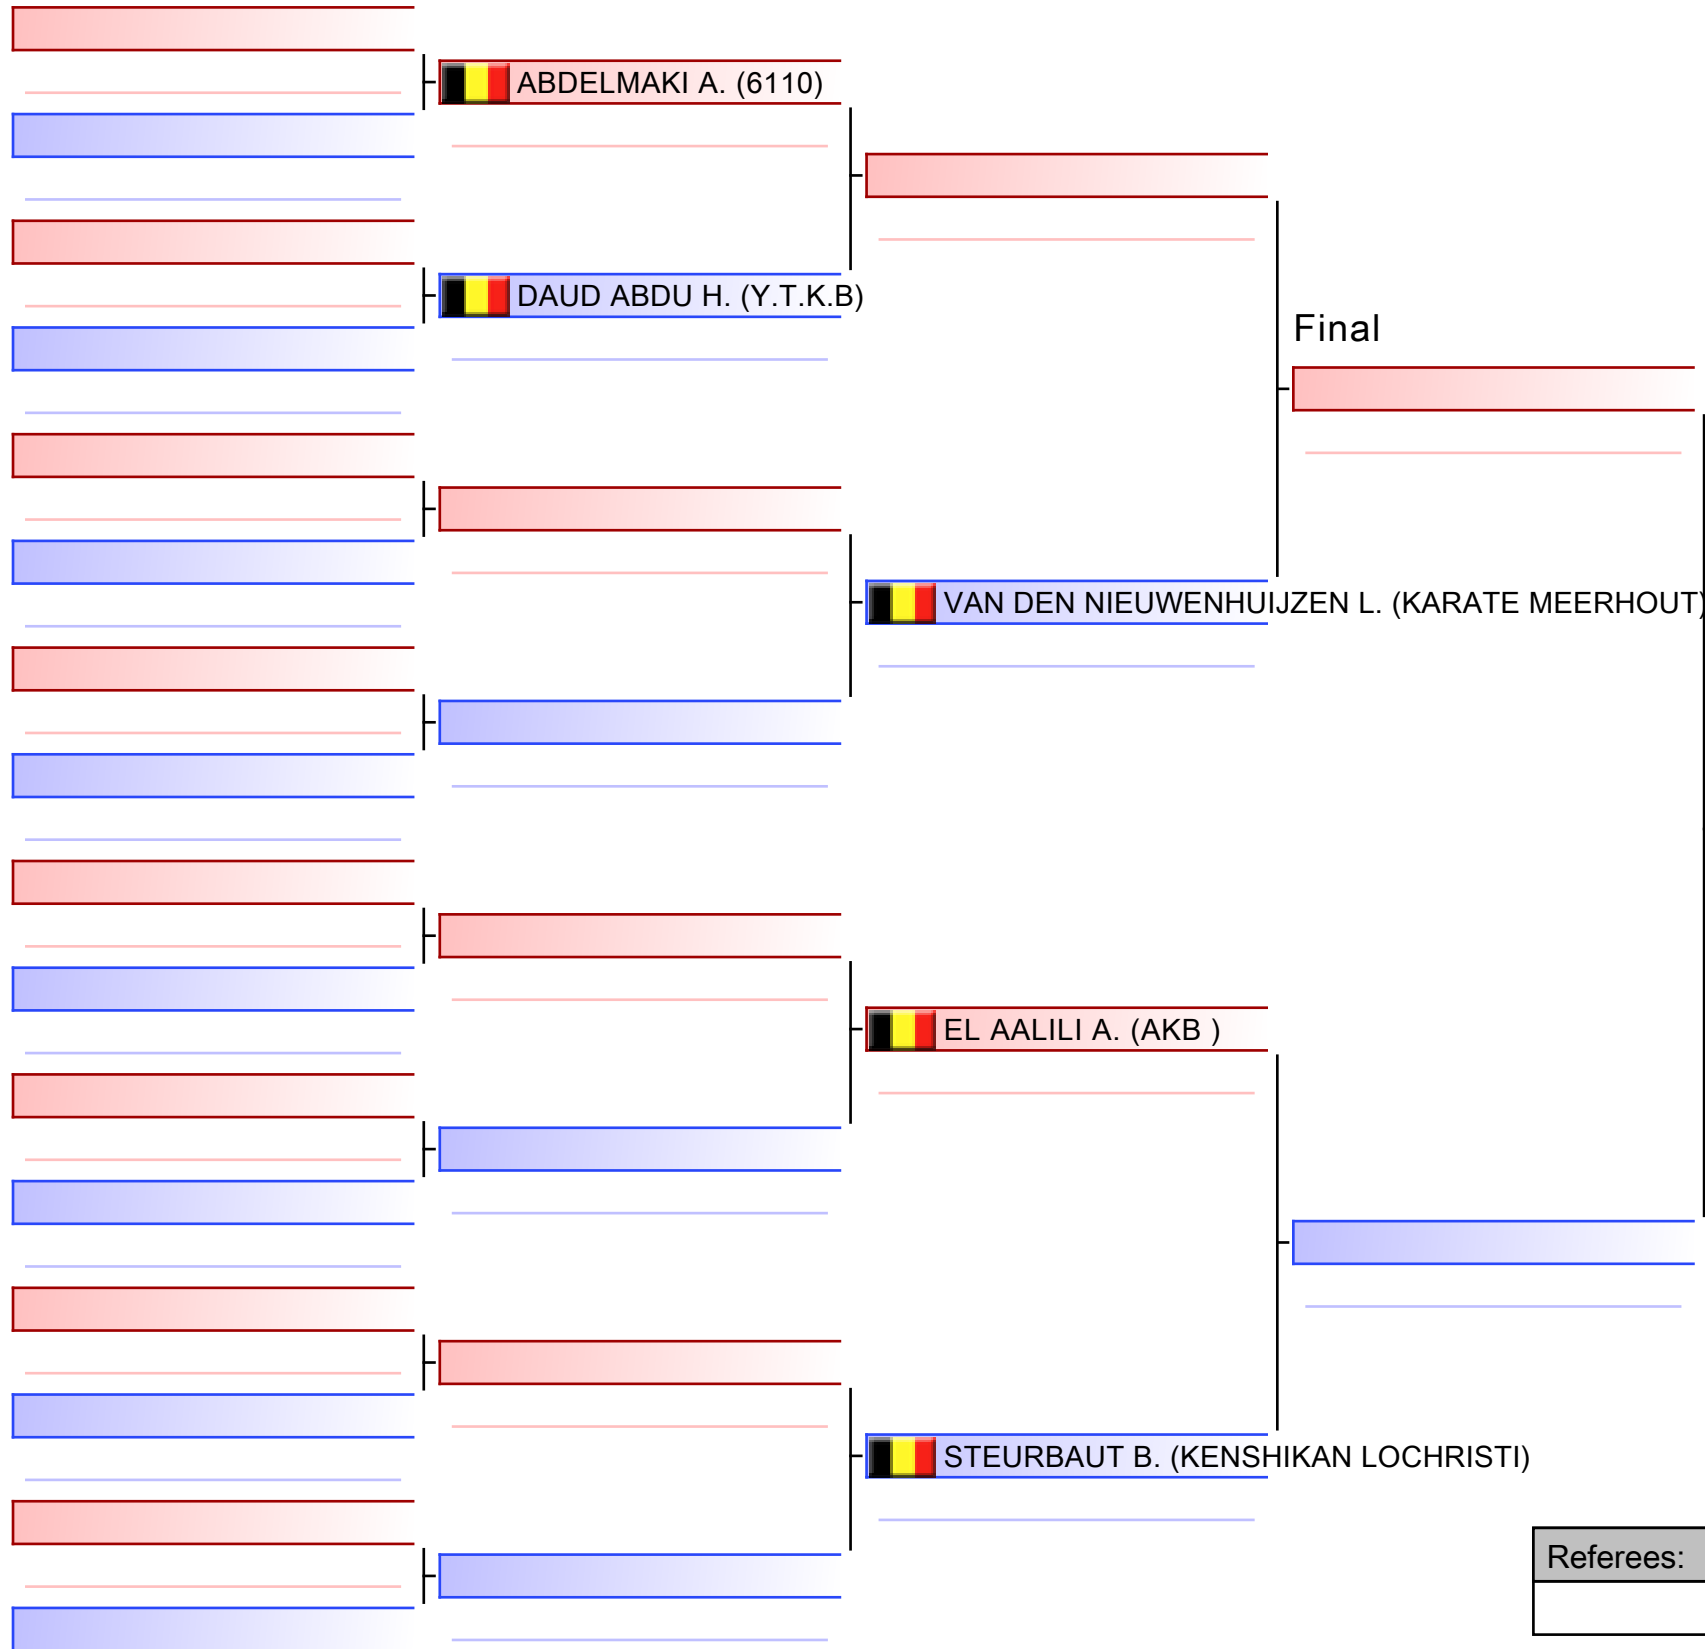 ABDELMAKI A. (6110)
DAUD ABDU H. (Y.T.K.B)
Final
VAN DEN NIEUWENHUIJZEN L. (KARATE MEERHOUT)
EL AALILI A. (AKB )
STEURBAUT B. (KENSHIKAN LOCHRISTI)
Referees: